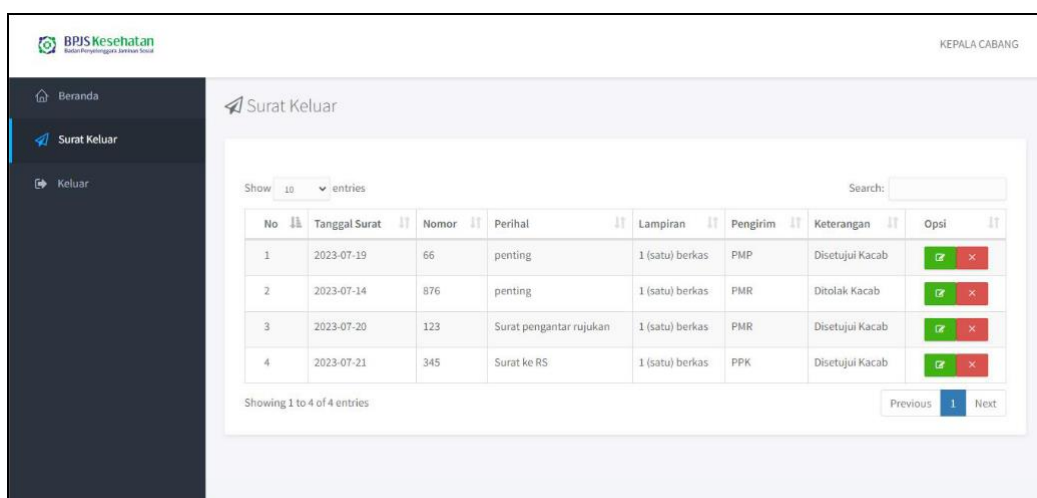 BPJS Kesehatan
Badan Penyelenggara Jaminan Sosial
KEPALA CABANG
Beranda
Surat Keluar
Keluar
Surat Keluar
Show 10 entries
Search:
No Tanggal Surat Nomor Perihal Lampiran Pengirim Keterangan Opsi
1 2023-07-19 66 penting 1 (satu) berkas PMP Disetujui Kacab
2 2023-07-14 876 penting 1 (satu) berkas PMR Ditolak Kacab
3 2023-07-20 123 Surat pengantar rujukan 1 (satu) berkas PMR Disetujui Kacab
4 2023-07-21 345 Surat ke RS 1 (satu) berkas PPK Disetujui Kacab
Showing 1 to 4 of 4 entries
Previous 1 Next